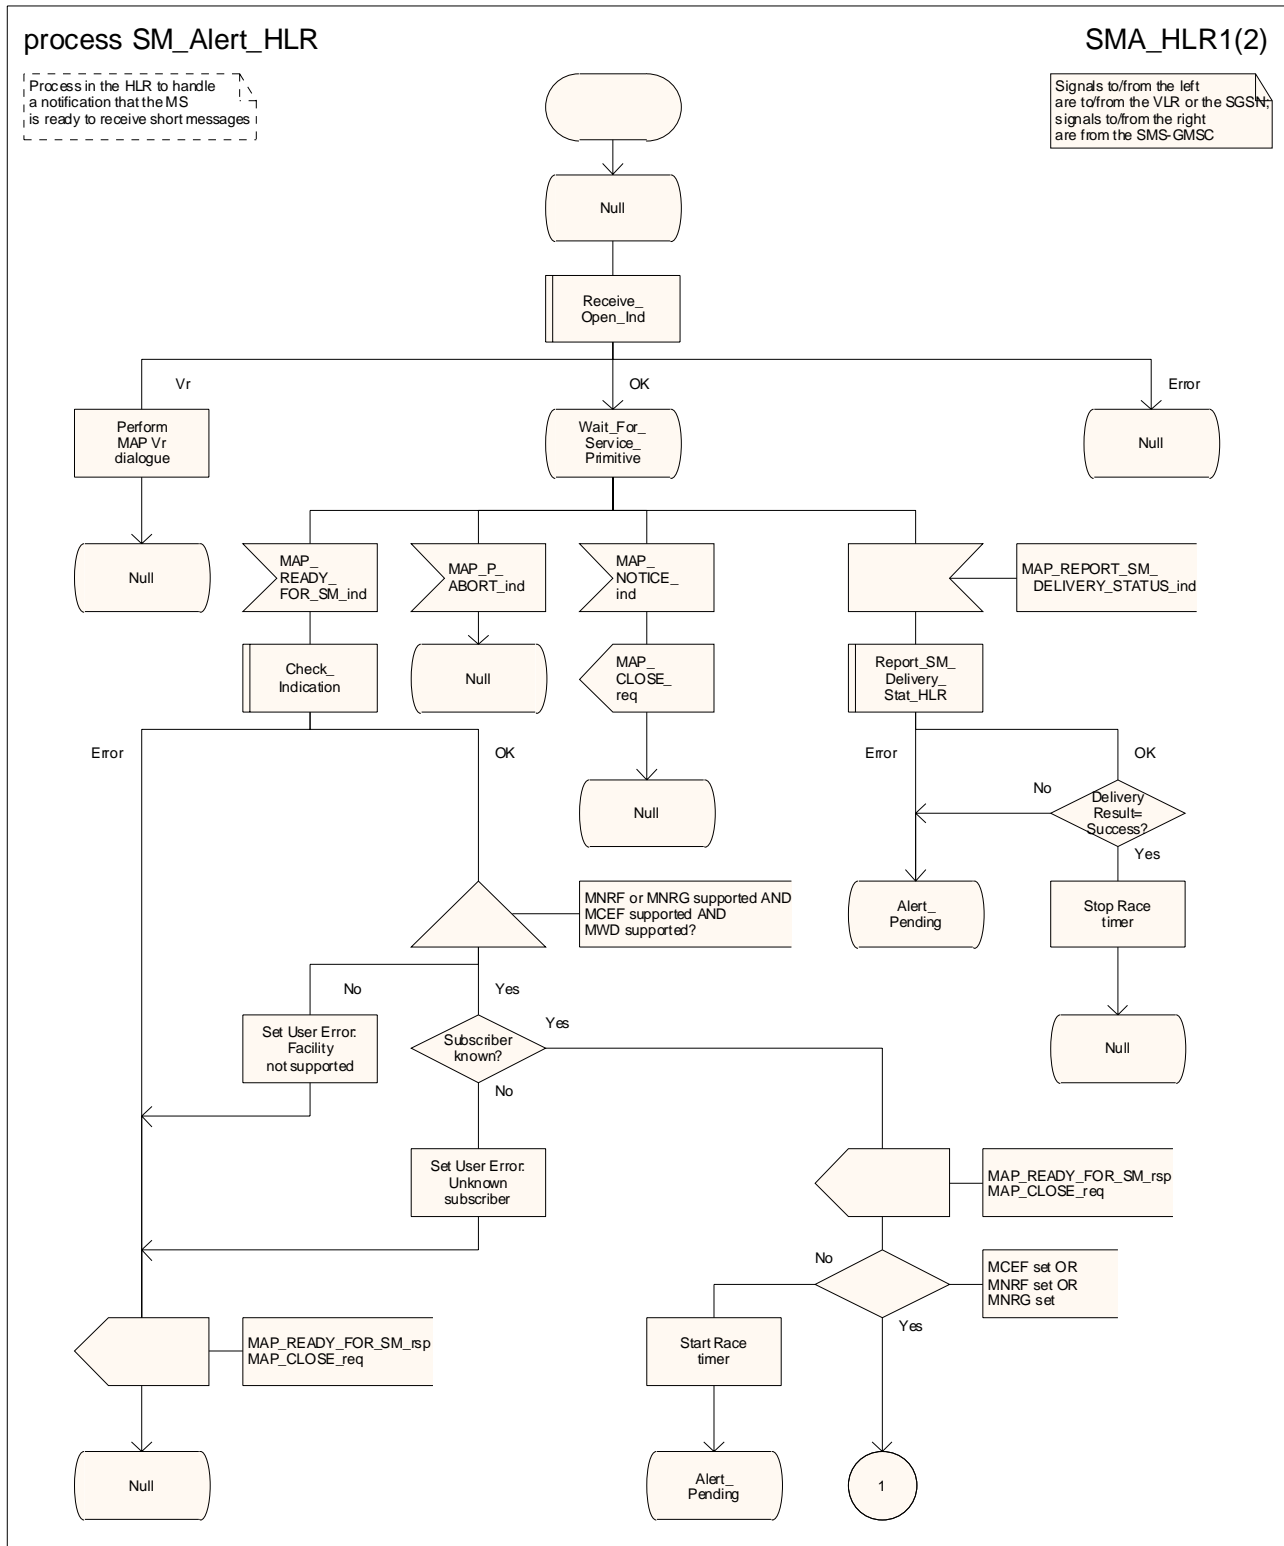 process SM_Alert_HLR
SMA_HLR1(2)
Process in the HLR to handle
a notification that the MS
is ready to receive short messages
Signals to/from the left
are to/from the VLR or the SGSN;
signals to/from the right
are from the SMS-GMSC
Null
Receive_
Open_Ind
Vr
OK
Error
Perform
MAP Vr
dialogue
Wait_For_
Service_
Primitive
Null
Null
MAP_
READY_
FOR_SM_ind
MAP_P_
ABORT_ind
MAP_
NOTICE_
ind
MAP_REPORT_SM_
DELIVERY_STATUS_ind
Check_
Indication
Null
MAP_
CLOSE_
req
Report_SM_
Delivery_
Stat_HLR
Error
OK
Error
OK
Null
No
Delivery
Result=
Success?
Yes
MNRF or MNRG supported AND
MCEF supported AND
MWD supported?
Alert_
Pending
Stop Race
timer
No
Yes
Set User Error:
Facility
not supported
Subscriber
known?
Yes
No
Null
Set User Error:
Unknown
subscriber
MAP_READY_FOR_SM_rsp
MAP_CLOSE_req
No
MCEF set OR
MNRF set OR
MNRG set
Yes
MAP_READY_FOR_SM_rsp
MAP_CLOSE_req
Start Race
timer
Null
Alert_
Pending
1